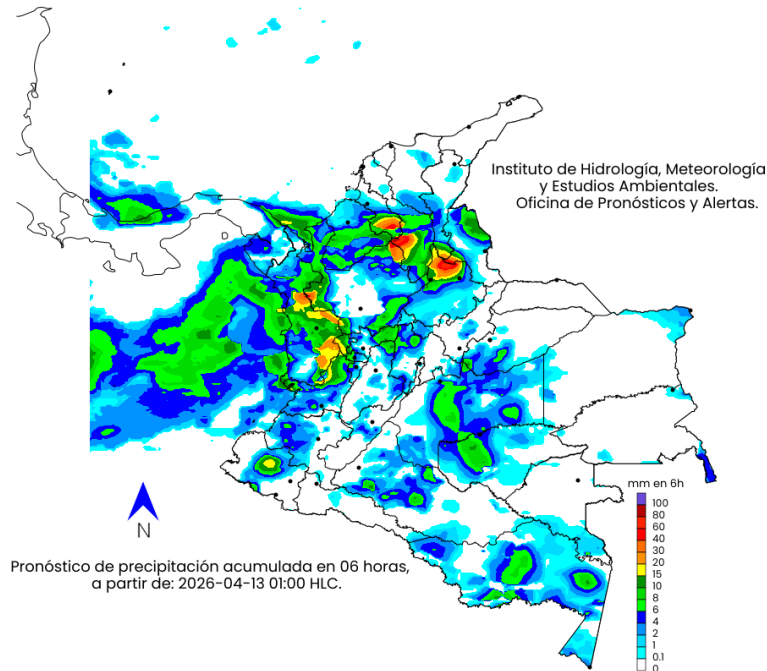 Instituto de Hidrología, Meteorología
y Estudios Ambientales.
Oficina de Pronósticos y Alertas.
D
N
Pronóstico de precipitación acumulada en 06 horas,
a partir de: 2026-04-13 01:00 HLC.
mm en 6h
100
80
60
40
30
20
15
10
8
6
4
2
1
0.1
0